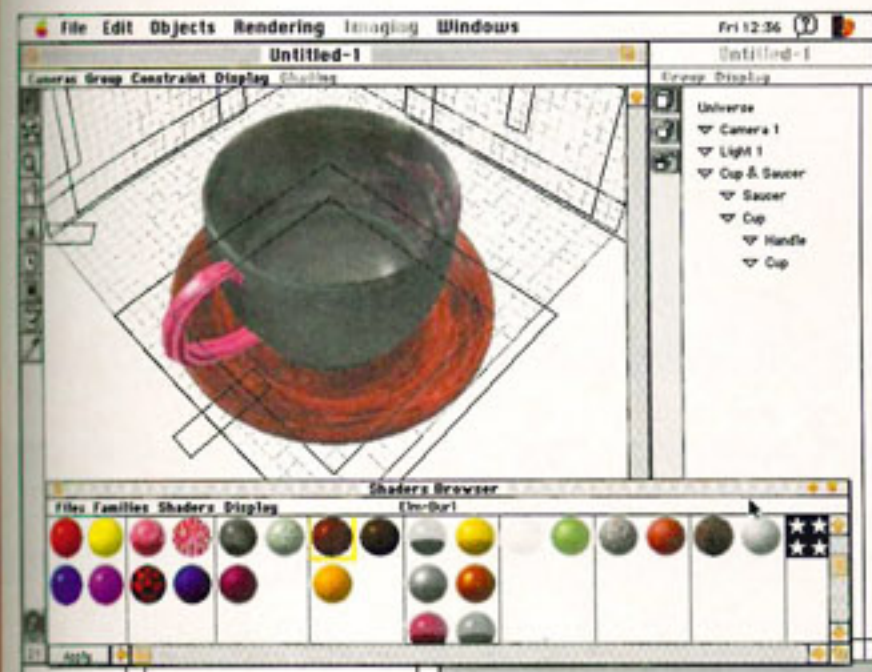 File Edit Objects Rendering Imaging Windows Fri 12:36
Untitled-1
Untitled-1
Cameras Group Constraint Display Shading
Group Display
Universe
Camera 1
Light 1
Cup & Saucer
Saucer
Cup
Handle
Cup
Shaders Browser
Files Families Shaders Display
Elm-Burl
Apply